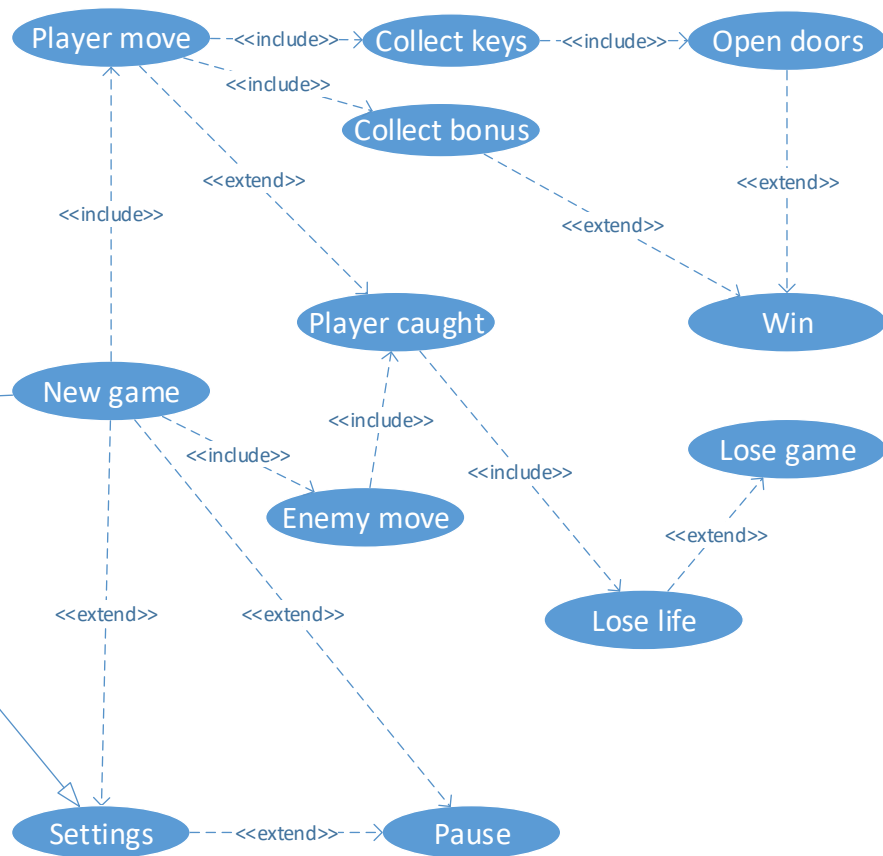 Player move
<<include>>
Collect keys
<<include>>
Open doors
<<include>>
Collect bonus
<<extend>>
<<extend>>
<<include>>
<<extend>>
Player caught
Win
New game
<<include>>
<<include>>
Lose game
<<include>>
Enemy move
<<extend>>
<<extend>>
<<extend>>
Lose life
Settings
<<extend>>
Pause